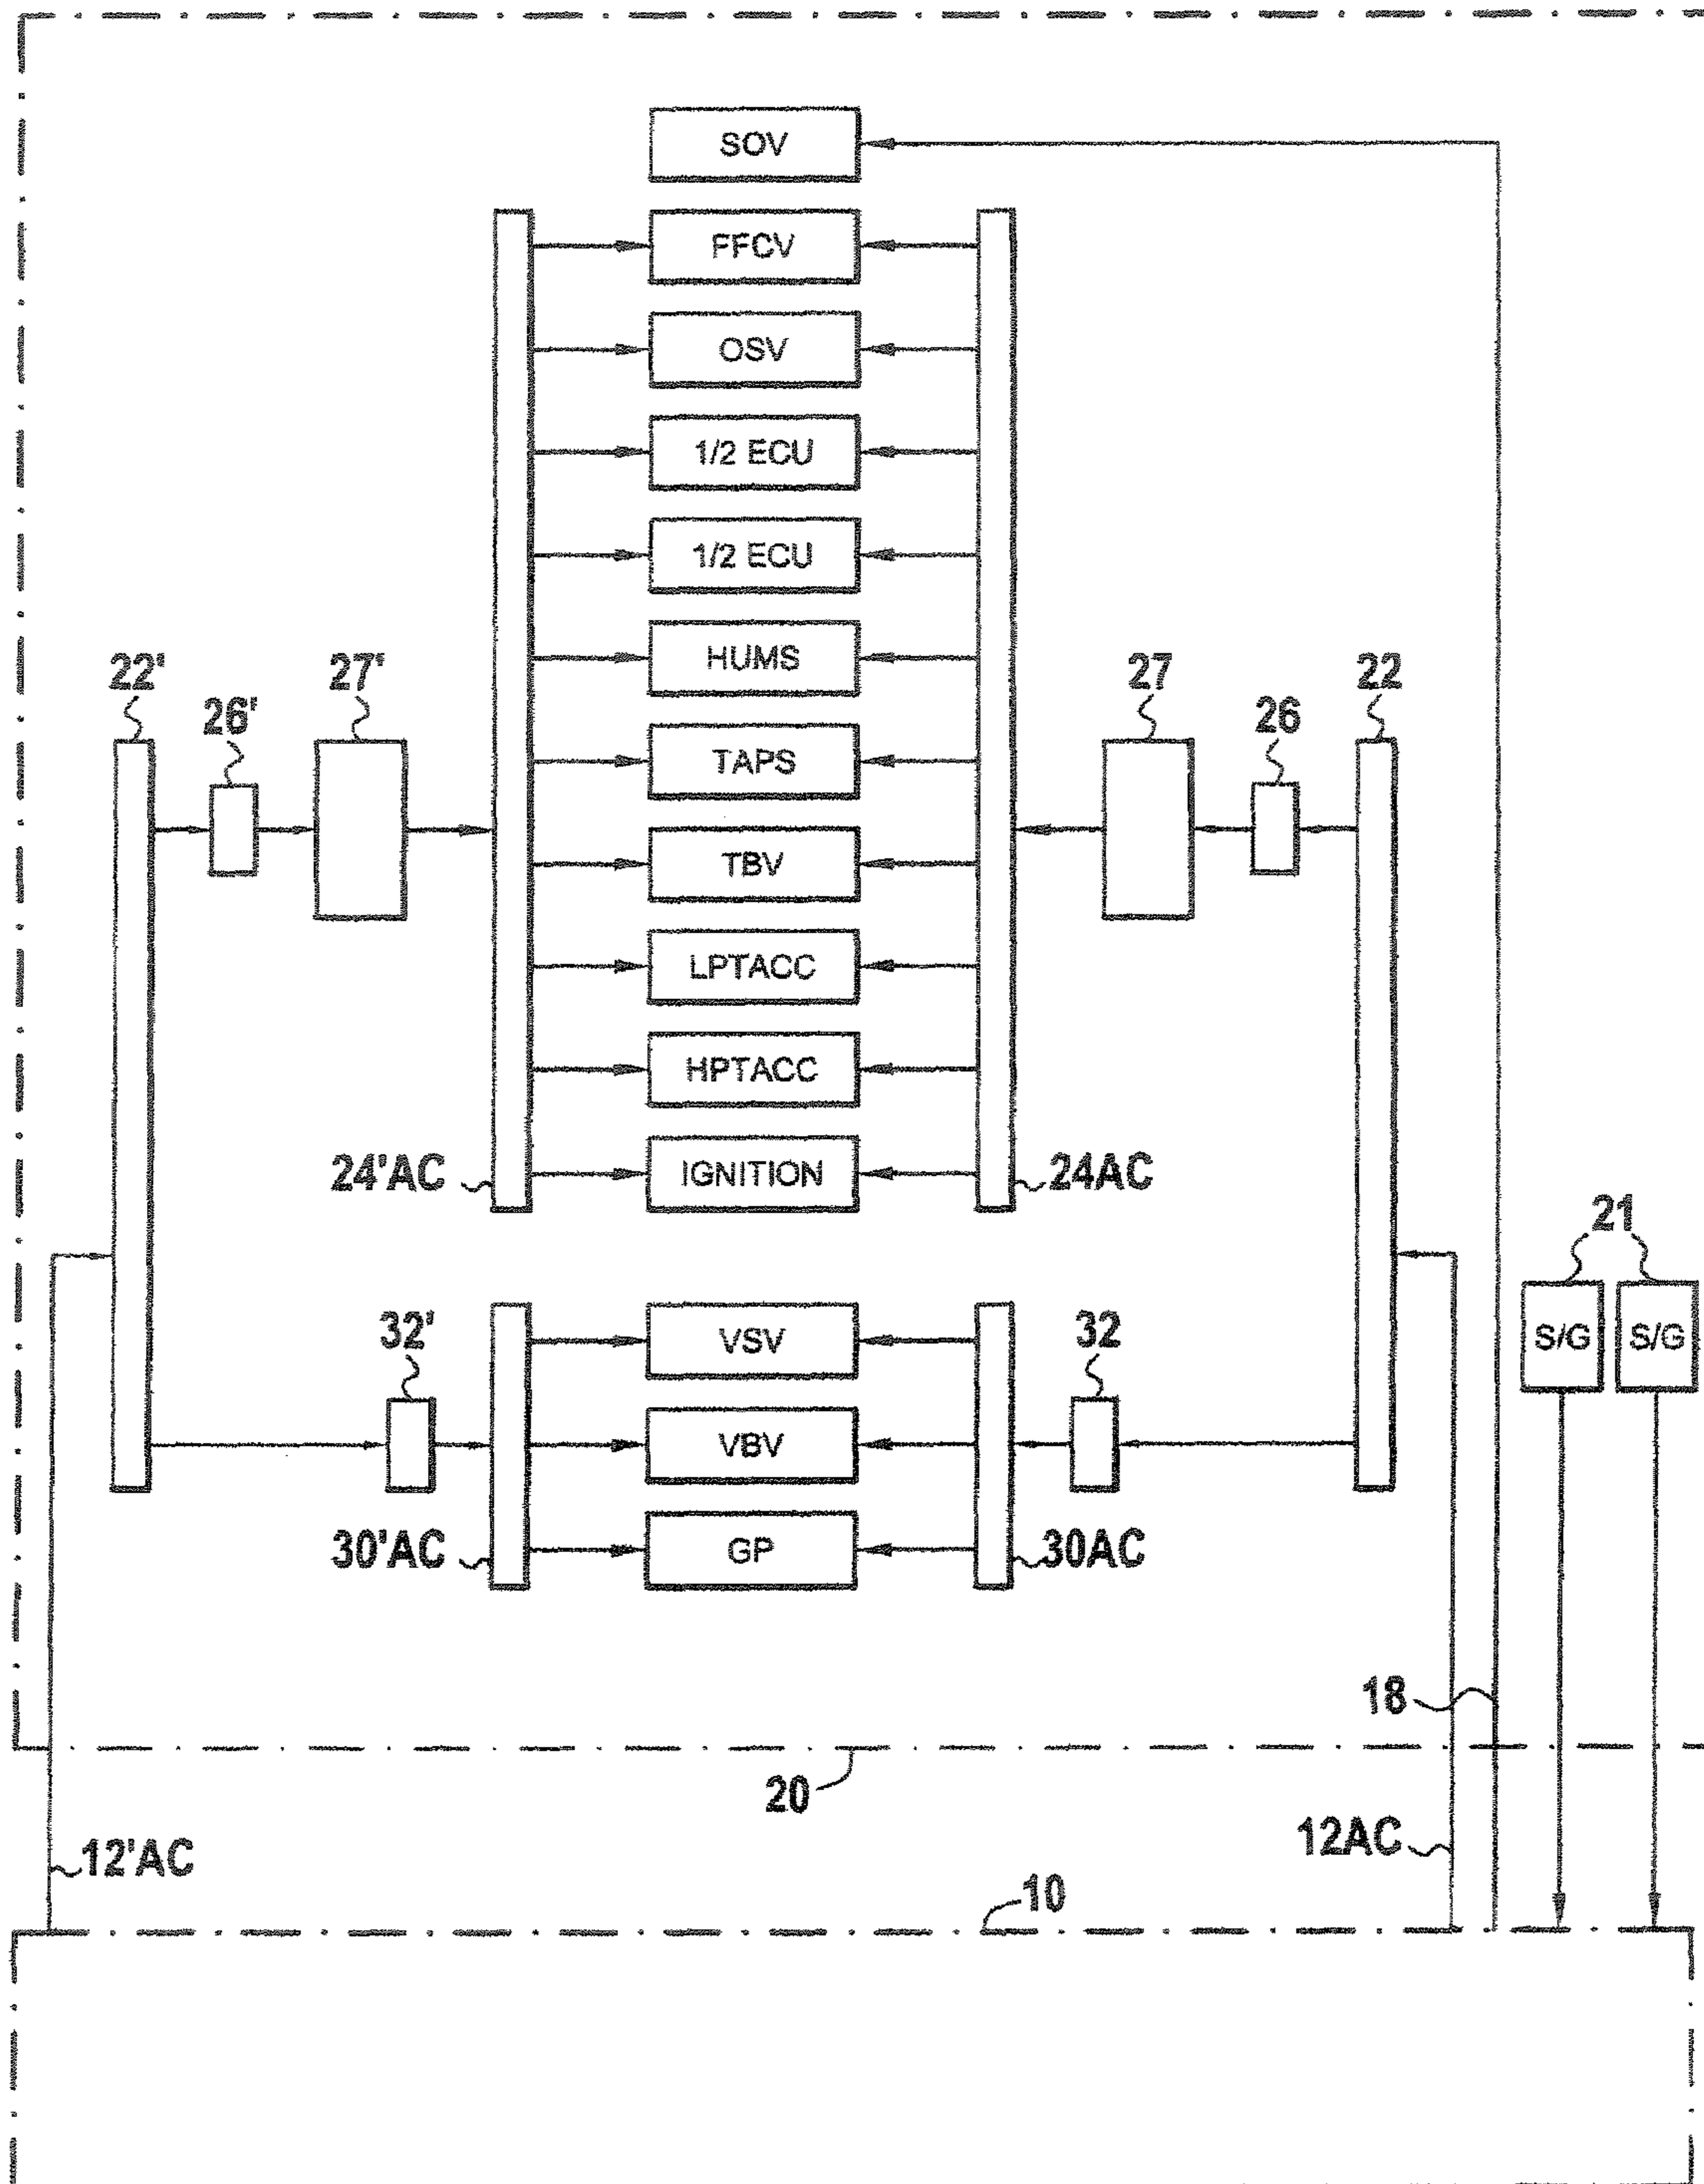 SOV
FFCV
OSV
1/2 ECU
1/2 ECU
HUMS
22'
27'
27
22
26'
26
TAPS
TBV
LPTACC
HPTACC
24'AC
IGNITION
24AC
21
32'
VSV
32
S/G
S/G
VBV
30'AC
GP
30AC
18
20
12'AC
12AC
10